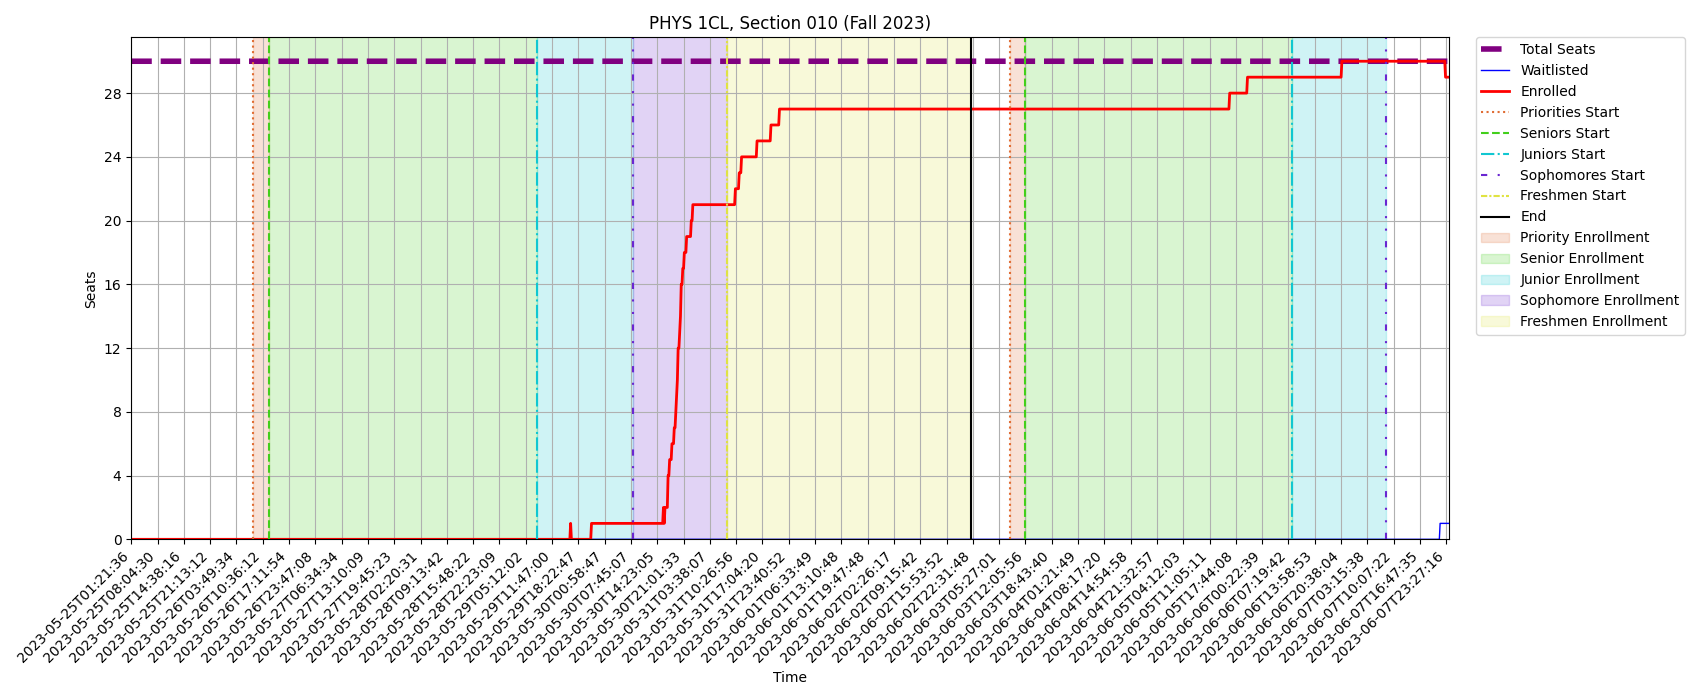 PHYS 1CL, Section 010 (Fall 2023)
Seats
28
24
20
16
12
8
4
0
2023-05-25T01:21:36
2023-05-25T08:04:30
2023-05-25T14:38:16
2023-05-25T21:13:12
2023-05-26T03:49:34
2023-05-26T10:36:12
2023-05-26T17:11:54
2023-05-26T23:47:08
2023-05-27T06:34:34
2023-05-27T13:10:09
2023-05-27T19:45:23
2023-05-28T02:20:31
2023-05-28T09:13:42
2023-05-28T15:48:22
2023-05-28T22:23:09
2023-05-29T05:12:02
2023-05-29T11:47:00
2023-05-29T18:22:47
2023-05-30T00:58:47
2023-05-30T07:45:07
2023-05-30T14:23:05
2023-05-30T21:01:33
2023-05-31T03:38:07
2023-05-31T10:26:56
2023-05-31T17:04:20
2023-05-31T23:40:52
2023-06-01T06:33:49
2023-06-01T13:10:48
2023-06-01T19:47:48
2023-06-02T02:26:17
2023-06-02T09:15:42
2023-06-02T15:53:52
2023-06-02T22:31:48
2023-06-03T05:27:01
2023-06-03T12:05:56
2023-06-03T18:43:40
2023-06-04T01:21:49
2023-06-04T08:17:20
2023-06-04T14:54:58
2023-06-04T21:32:57
2023-06-05T04:12:03
2023-06-05T11:05:11
2023-06-05T17:44:08
2023-06-06T00:22:39
2023-06-06T07:19:42
2023-06-06T13:58:53
2023-06-06T20:38:04
2023-06-07T03:15:38
2023-06-07T10:07:22
2023-06-07T16:47:35
2023-06-07T23:27:16
Time
Total Seats
Waitlisted
Enrolled
Priorities Start
Seniors Start
Juniors Start
Sophomores Start
Freshmen Start
End
Priority Enrollment
Senior Enrollment
Junior Enrollment
Sophomore Enrollment
Freshmen Enrollment